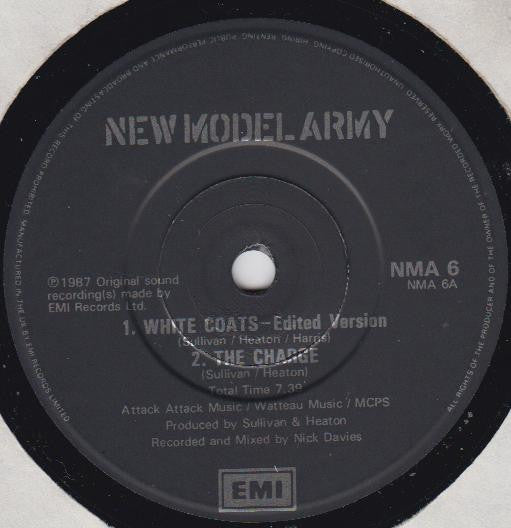 UNAUTHORISED COPYING, HIRING, RENTING, PUBLIC PERFORMANCE AND BROADCASTING OF THIS RECORD PROHIBITED. MANUFACTURED IN THE UK BY EMI RECORDS LIMITED
ALL RIGHTS OF THE PRODUCER AND OF THE OWNER OF THE RECORDED WORK RESERVED
NEW MODEL ARMY
℗1987 Original sound
recording(s) made by
EMI Records Ltd.
NMA 6
NMA 6A
1. WHITE COATS–Edited Version
(Sullivan / Heaton / Harris)
2. THE CHARGE
(Sullivan / Heaton)
Total Time 7.39
Attack Attack Music / Watteau Music / MCPS
Produced by Sullivan & Heaton
Recorded and Mixed by Nick Davies
EMI